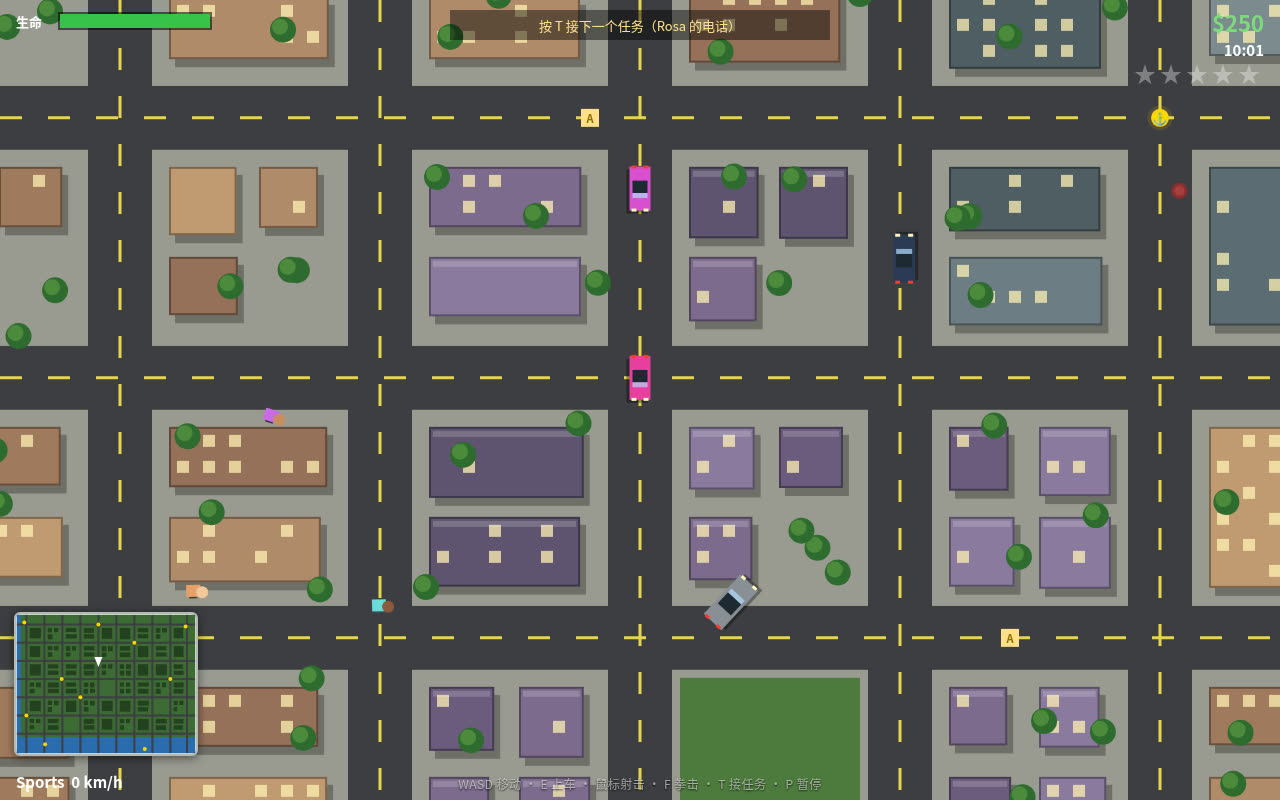 生命
按 T 接下一个任务（Rosa 的电话）
$250
10:01
A
A
Sports 0 km/h
WASD 移动 · E 上车 · 鼠标射击 · F 拳击 · T 接任务 · P 暂停